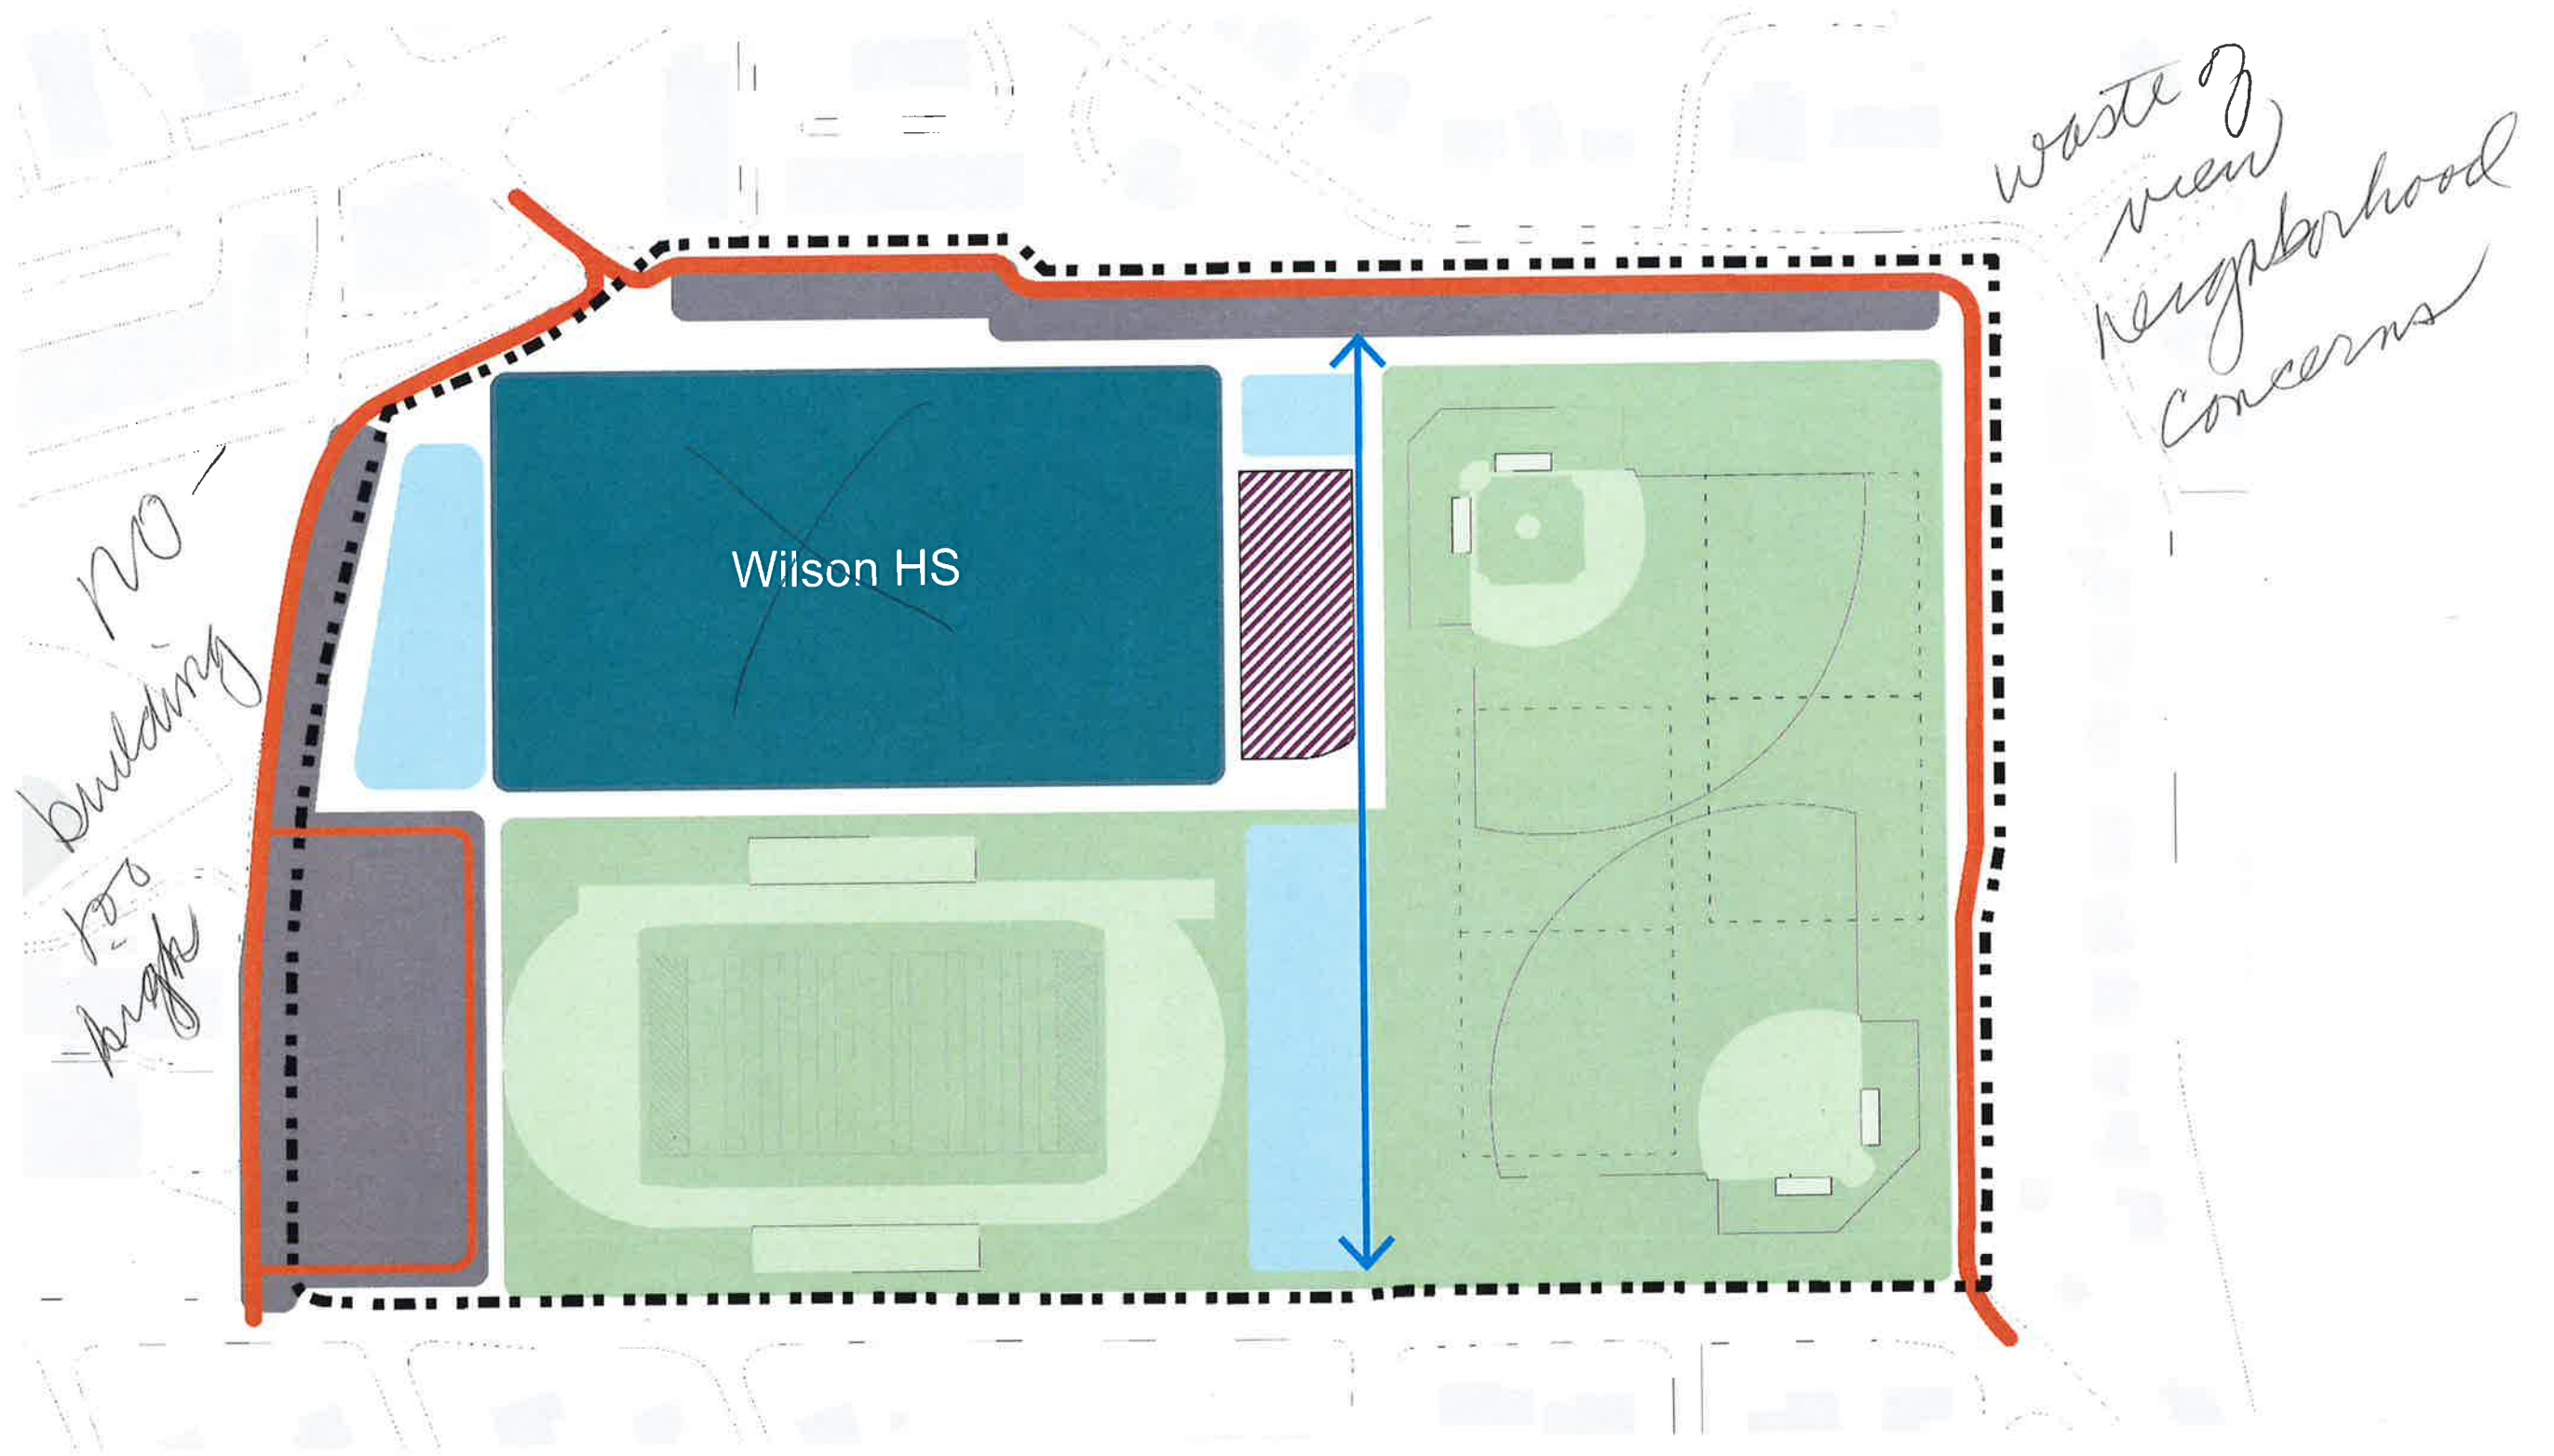 waste of
view
neighborhood
concerns
Wilson HS
NO -
building
too
high